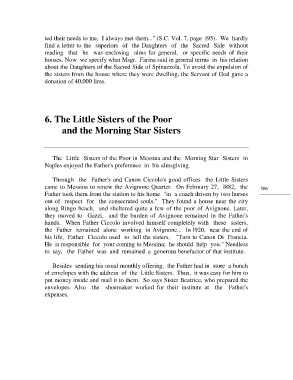 ted their needs to me, I always met them..." (S.C. Vol. 7, page 195). We hardly
find a letter to the superiors of the Daughters of the Sacred Side without
reading that he was enclosing alms for general, or specific needs of their
houses. Now we specify what Msgr. Farina said in general terms in his relation
about the Daughters of the Sacred Side of Spinazzola. To avoid the expulsion of
the sisters from the house where they were dwelling, the Servant of God gave a
donation of 40,000 liras.
6. The Little Sisters of the Poor
and the Morning Star Sisters
The Little Sisters of the Poor in Messina and the Morning Star Sisters in
Naples enjoyed the Father's preference in his almsgiving.
Through the Father's and Canon Ciccolo's good offices the Little Sisters
came to Messina to renew the Avignone Quarter. On February 27, 1882, the
Father took them from the station to his home "in a coach driven by two horses
out of respect for the consecrated souls." They found a house near the city
along Ringo beach, and sheltered quite a few of the poor of Avignone. Later,
they moved to Gazzi, and the burden of Avignone remained in the Father's
hands. When Father Ciccolo involved himself completely with these sisters,
the Father remained alone working in Avignone... In 1920, near the end of
his life, Father Ciccolo used to tell the sisters, "Turn to Canon Di Francia.
He is responsible for your coming to Messina; he should help you." Needless
to say, the Father was and remained a generous benefactor of that institute.
Besides sending his usual monthly offering, the Father had in store a bunch
of envelopes with the address of the Little Sisters. Thus, it was easy for him to
put money inside and mail it to them. So says Sister Beatrice, who prepared the
envelopes. Also the shoemaker worked for their institute at the Father's
expenses.
566